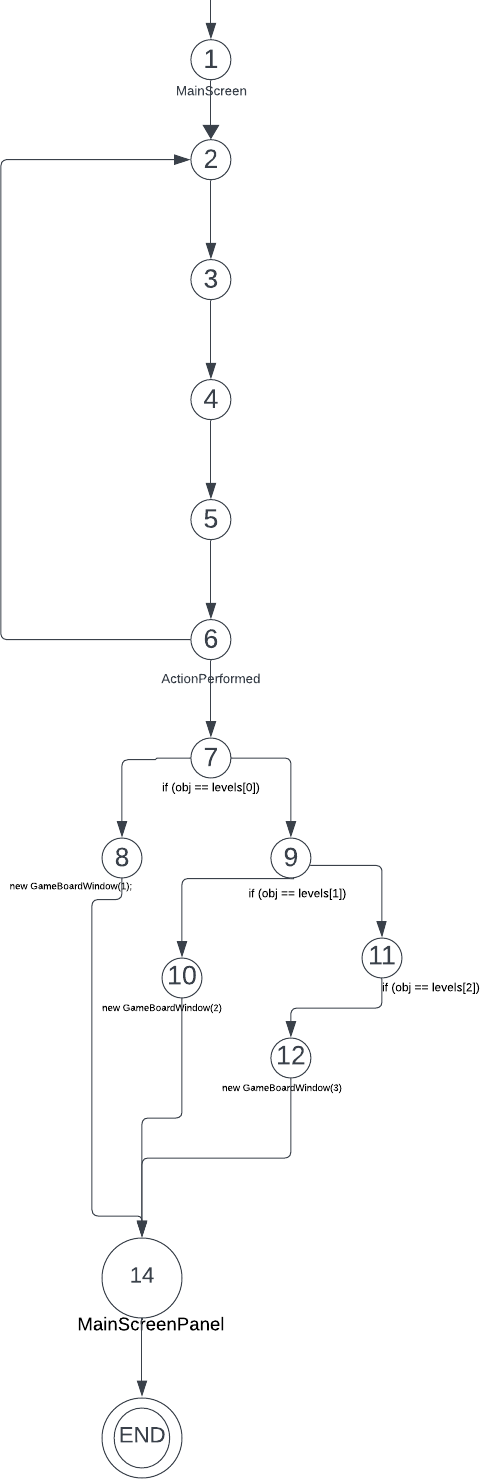 1
MainScreen
2
3
4
5
6
ActionPerformed
7
if (obj == levels[0])
8
new GameBoardWindow(1);
9
if (obj == levels[1])
10
new GameBoardWindow(2)
11
if (obj == levels[2])
12
new GameBoardWindow(3)
14
MainScreenPanel
END